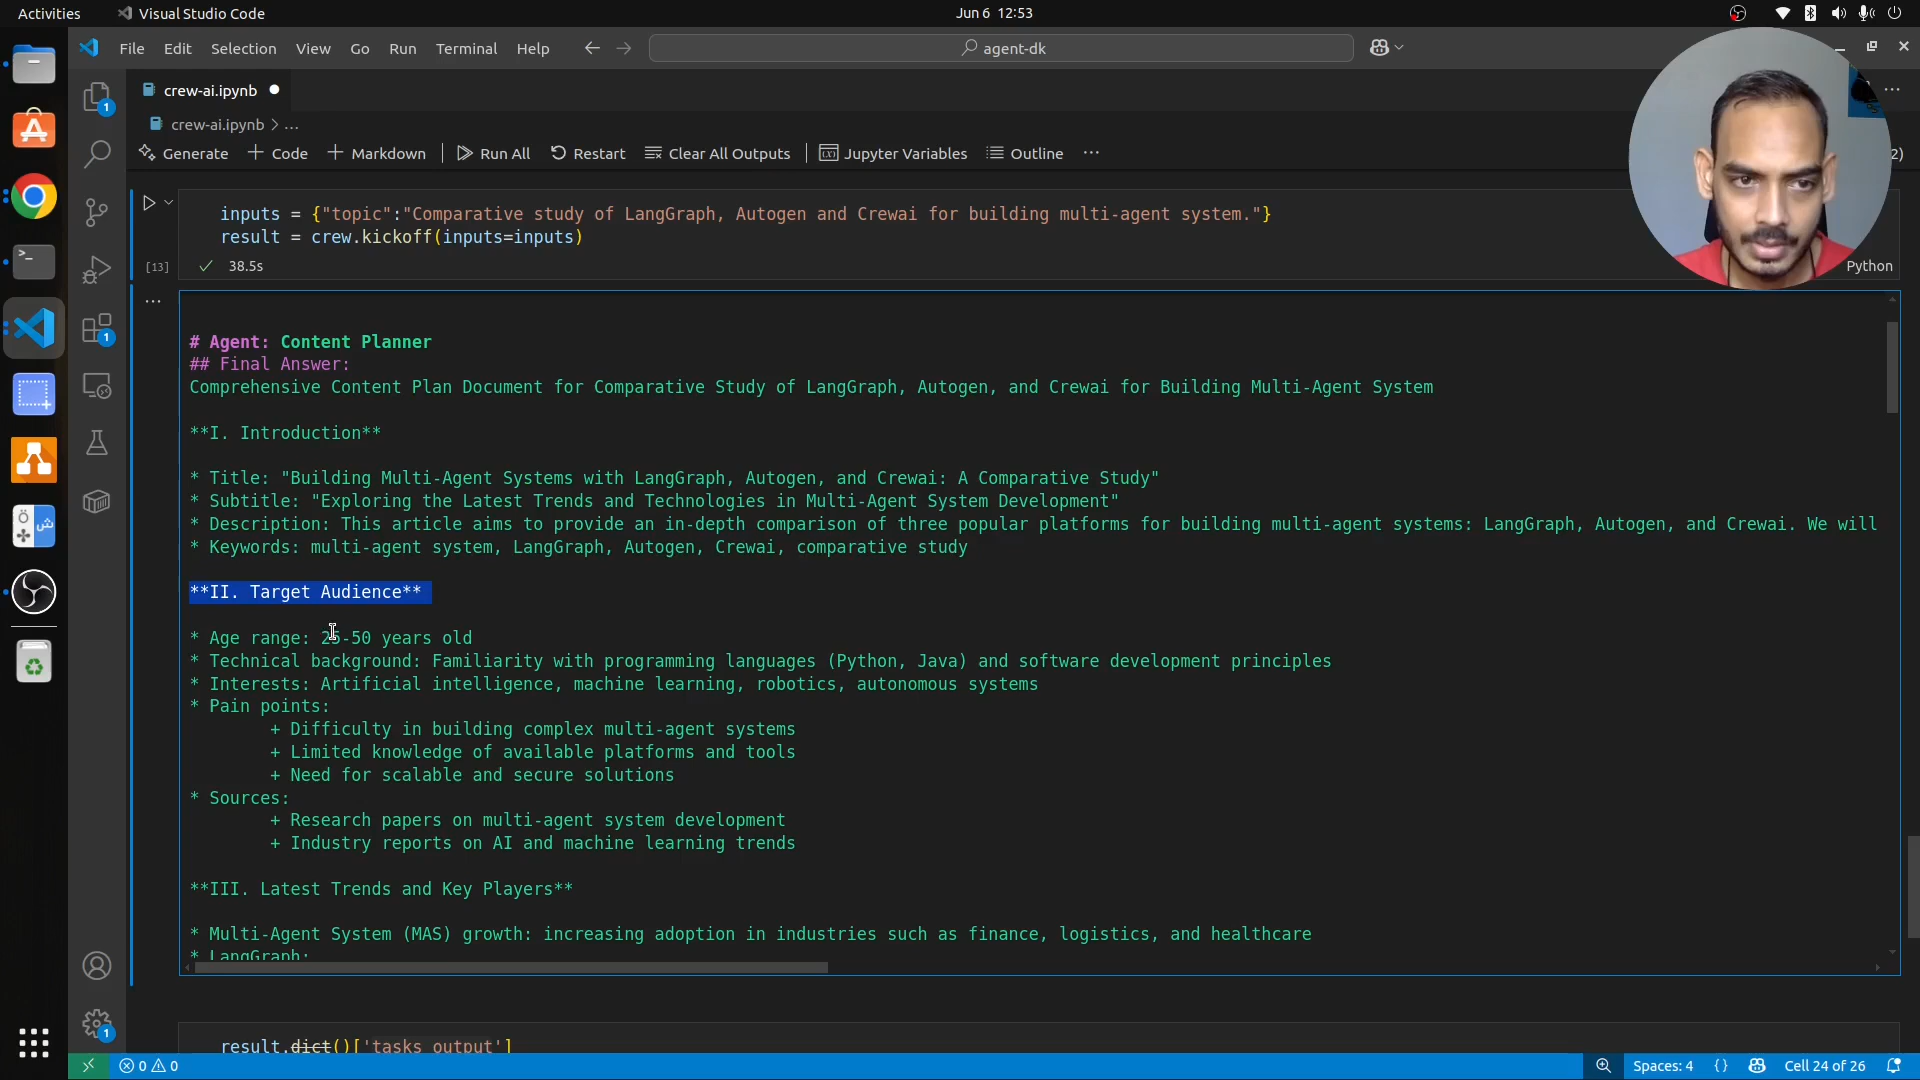 Activities
Visual Studio Code
Jun 6 12:53
File Edit Selection View Go Run Terminal Help
agent-dk
crew-ai.ipynb
crew-ai.ipynb > ...
Generate + Code + Markdown Run All Restart Clear All Outputs Jupyter Variables Outline ...
2)
inputs = {"topic":"Comparative study of LangGraph, Autogen and Crewai for building multi-agent system."}
result = crew.kickoff(inputs=inputs)
[13] 38.5s
Python
# Agent: Content Planner
## Final Answer:
Comprehensive Content Plan Document for Comparative Study of LangGraph, Autogen, and Crewai for Building Multi-Agent System
**I. Introduction**
* Title: "Building Multi-Agent Systems with LangGraph, Autogen, and Crewai: A Comparative Study"
* Subtitle: "Exploring the Latest Trends and Technologies in Multi-Agent System Development"
* Description: This article aims to provide an in-depth comparison of three popular platforms for building multi-agent systems: LangGraph, Autogen, and Crewai. We will
* Keywords: multi-agent system, LangGraph, Autogen, Crewai, comparative study
**II. Target Audience**
* Age range: 25-50 years old
* Technical background: Familiarity with programming languages (Python, Java) and software development principles
* Interests: Artificial intelligence, machine learning, robotics, autonomous systems
* Pain points:
+ Difficulty in building complex multi-agent systems
+ Limited knowledge of available platforms and tools
+ Need for scalable and secure solutions
* Sources:
+ Research papers on multi-agent system development
+ Industry reports on AI and machine learning trends
**III. Latest Trends and Key Players**
* Multi-Agent System (MAS) growth: increasing adoption in industries such as finance, logistics, and healthcare
* LangGraph:
result.dict()['tasks_output']
0 0
Spaces: 4 {} Cell 24 of 26